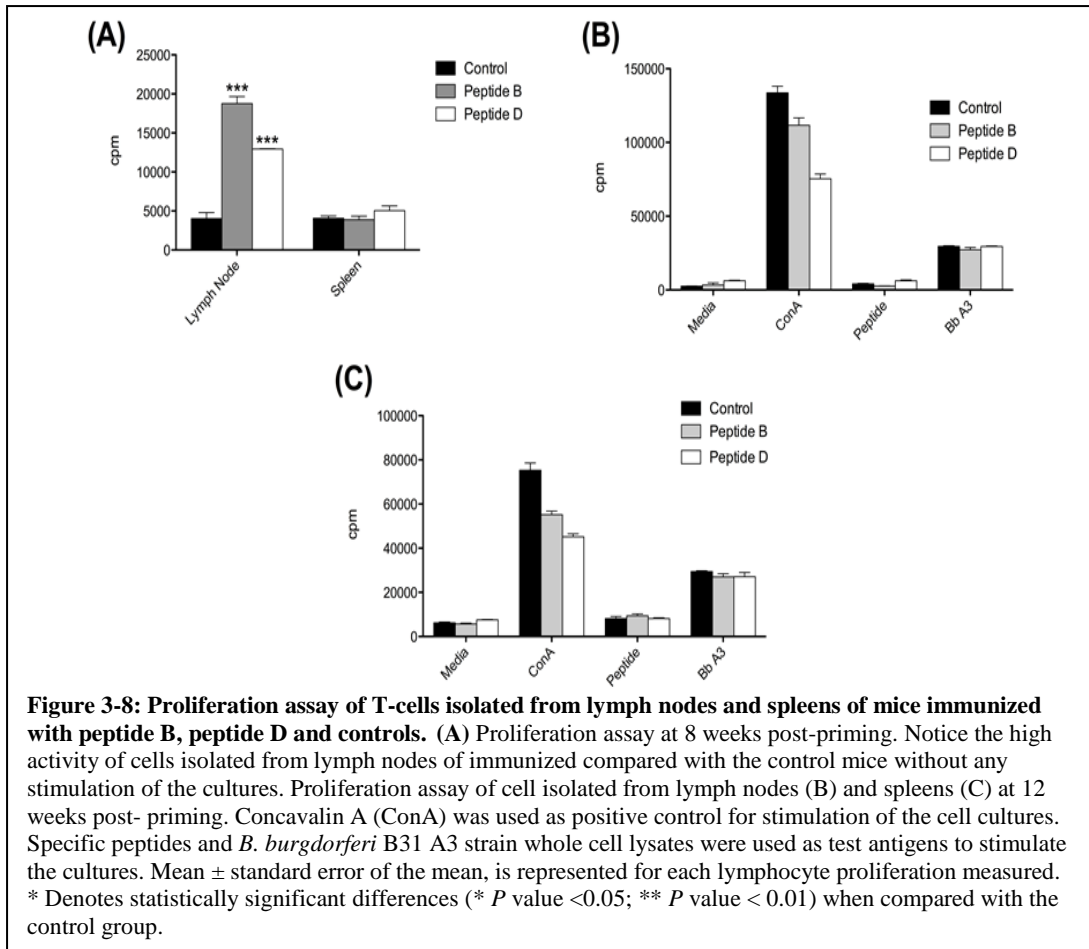 (A)
25000
20000
15000
10000
5000
0
cpm
***
***
Lymph Node
Spleen
Control
Peptide B
Peptide D
(B)
150000
100000
50000
0
cpm
Media
ConA
Peptide
Bb A3
Control
Peptide B
Peptide D
(C)
100000
80000
60000
40000
20000
0
cpm
Media
ConA
Peptide
Bb A3
Control
Peptide B
Peptide D
Figure 3-8: Proliferation assay of T-cells isolated from lymph nodes and spleens of mice immunized
with peptide B, peptide D and controls. (A) Proliferation assay at 8 weeks post-priming. Notice the high
activity of cells isolated from lymph nodes of immunized compared with the control mice without any
stimulation of the cultures. Proliferation assay of cell isolated from lymph nodes (B) and spleens (C) at 12
weeks post- priming. Concavalin A (ConA) was used as positive control for stimulation of the cell cultures.
Specific peptides and B. burgdorferi B31 A3 strain whole cell lysates were used as test antigens to stimulate
the cultures. Mean ± standard error of the mean, is represented for each lymphocyte proliferation measured.
* Denotes statistically significant differences (* P value <0.05; ** P value < 0.01) when compared with the
control group.